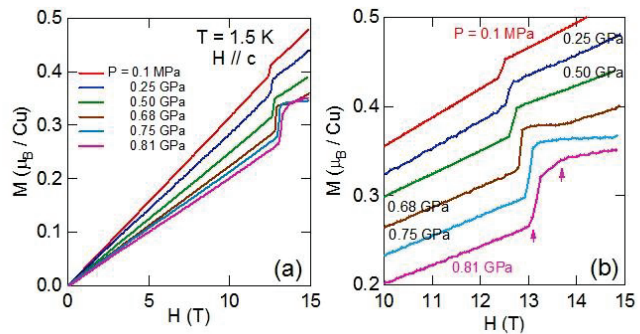 0.5
0.4
0.3
0.2
0.1
0.0
M (μB / Cu)
T = 1.5 K
H // c
P = 0.1 MPa
0.25 GPa
0.50 GPa
0.68 GPa
0.75 GPa
0.81 GPa
(a)
0 5 10 15
H (T)
0.5
0.4
0.3
0.2
M (μB / Cu)
P = 0.1 MPa
0.25 GPa
0.50 GPa
0.68 GPa
0.75 GPa
0.81 GPa
(b)
10 11 12 13 14 15
H (T)